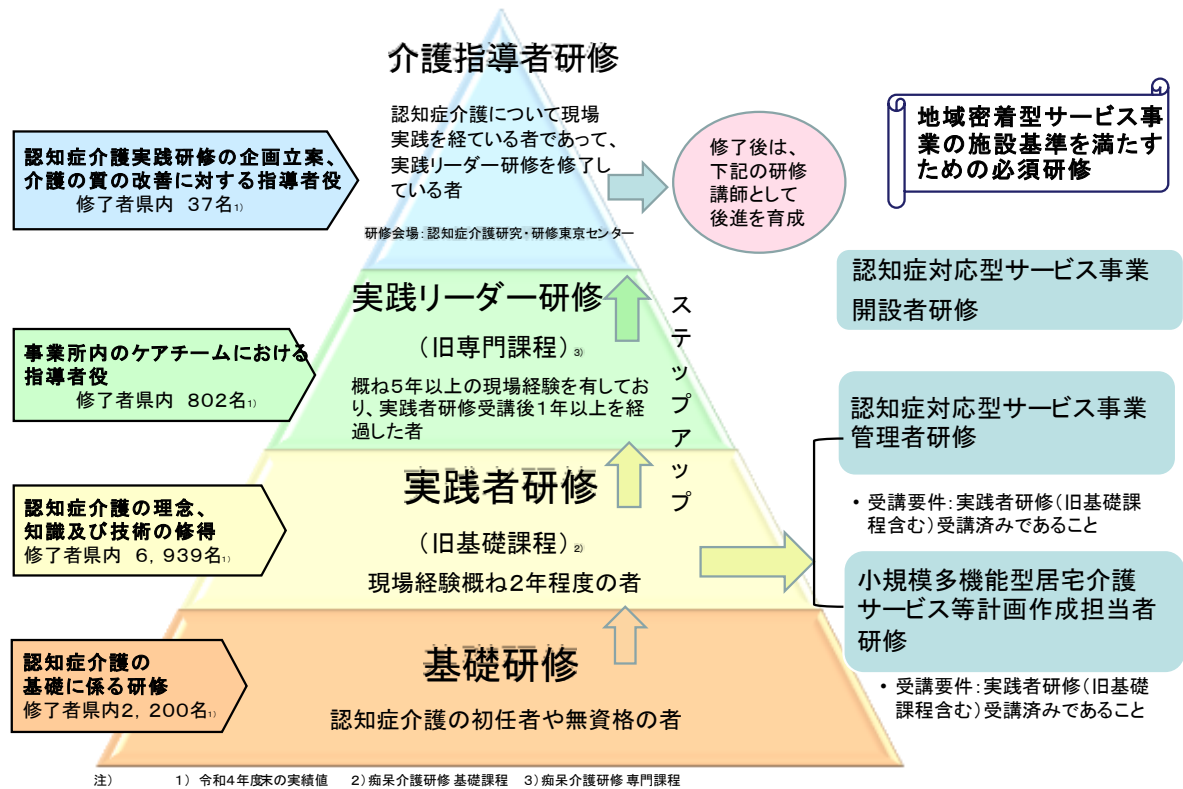 介護指導者研修
認知症介護について現場
実践を経ている者であって、
実践リーダー研修を修了し
ている者
研修会場：認知症介護研究・研修東京センター
認知症介護実践研修の企画立案、
介護の質の改善に対する指導者役
修了者県内 37名1)
修了後は、
下記の研修
講師として
後進を育成
地域密着型サービス事
業の施設基準を満たす
ための必須研修
実践リーダー研修
（旧専門課程）3)
概ね５年以上の現場経験を有してお
り、実践者研修受講後１年以上を経
過した者
事業所内のケアチームにおける
指導者役
修了者県内 802名1)
ステップアップ
実践者研修
（旧基礎課程）2)
現場経験概ね２年程度の者
認知症介護の理念、
知識及び技術の修得
修了者県内 6，939名1)
基礎研修
認知症介護の初任者や無資格の者
認知症介護の
基礎に係る研修
修了者県内2，200名1)
認知症対応型サービス事業
開設者研修
認知症対応型サービス事業
管理者研修
・受講要件：実践者研修（旧基礎課
程含む）受講済みであること
小規模多機能型居宅介護
サービス等計画作成担当者
研修
・受講要件：実践者研修（旧基礎
課程含む）受講済みであること
注） 1）令和4年度末の実績値 2）痴呆介護研修 基礎課程 3）痴呆介護研修 専門課程